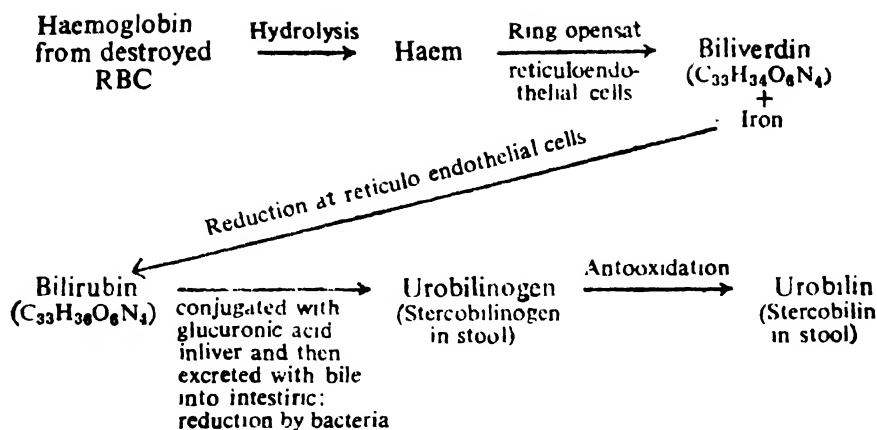 Haemoglobin
from destroyed
RBC
Hydrolysis
Haem
Ring opensat
reticuloendo-
thelial cells
Biliverdin
(C₃₃H₃₄O₆N₄)
+
Iron
Reduction at reticulo endothelial cells
Bilirubin
(C₃₃H₃₆O₆N₄)
conjugated with
glucuronic acid
inliver and then
excreted with bile
into intestine:
reduction by bacteria
Urobilinogen
(Stercobilinogen
in stool)
Antooxidation
Urobilin
(Stercobilin
in stool)